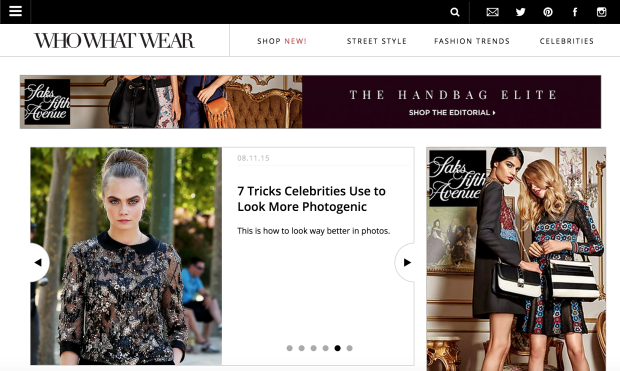 WHO WHAT WEAR
SHOP NEW!
STREET STYLE
FASHION TRENDS
CELEBRITIES
Saks
Fifth
Avenue
THE HANDBAG ELITE
SHOP THE EDITORIAL
08.11.15
7 Tricks Celebrities Use to
Look More Photogenic
This is how to look way better in photos.
Saks
Fifth
Avenue